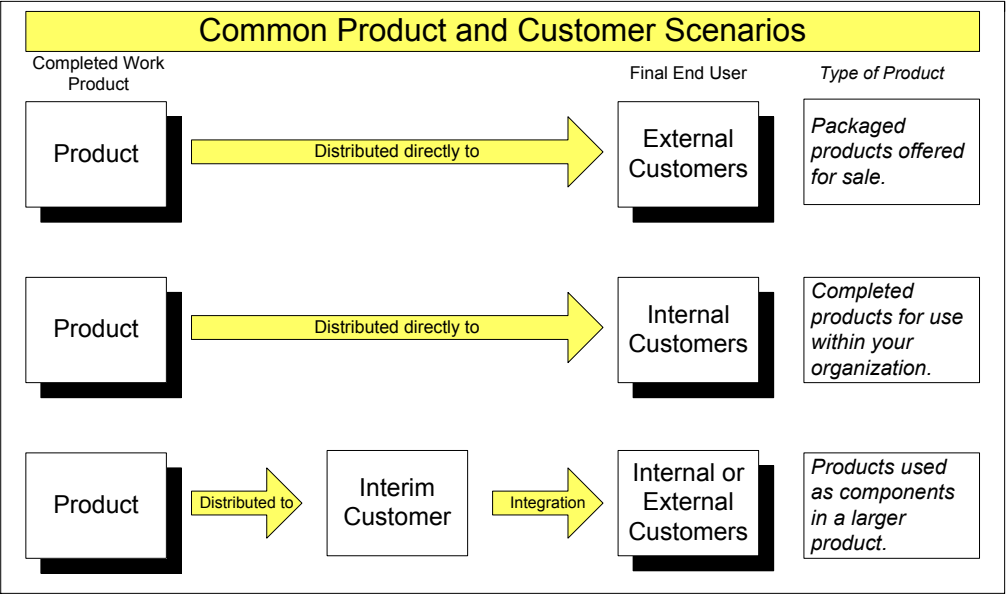 Common Product and Customer Scenarios
Completed Work
Product
Final End User
Type of Product
Product
Distributed directly to
External
Customers
Packaged
products offered
for sale.
Product
Distributed directly to
Internal
Customers
Completed
products for use
within your
organization.
Product
Distributed to
Interim
Customer
Integration
Internal or
External
Customers
Products used
as components
in a larger
product.